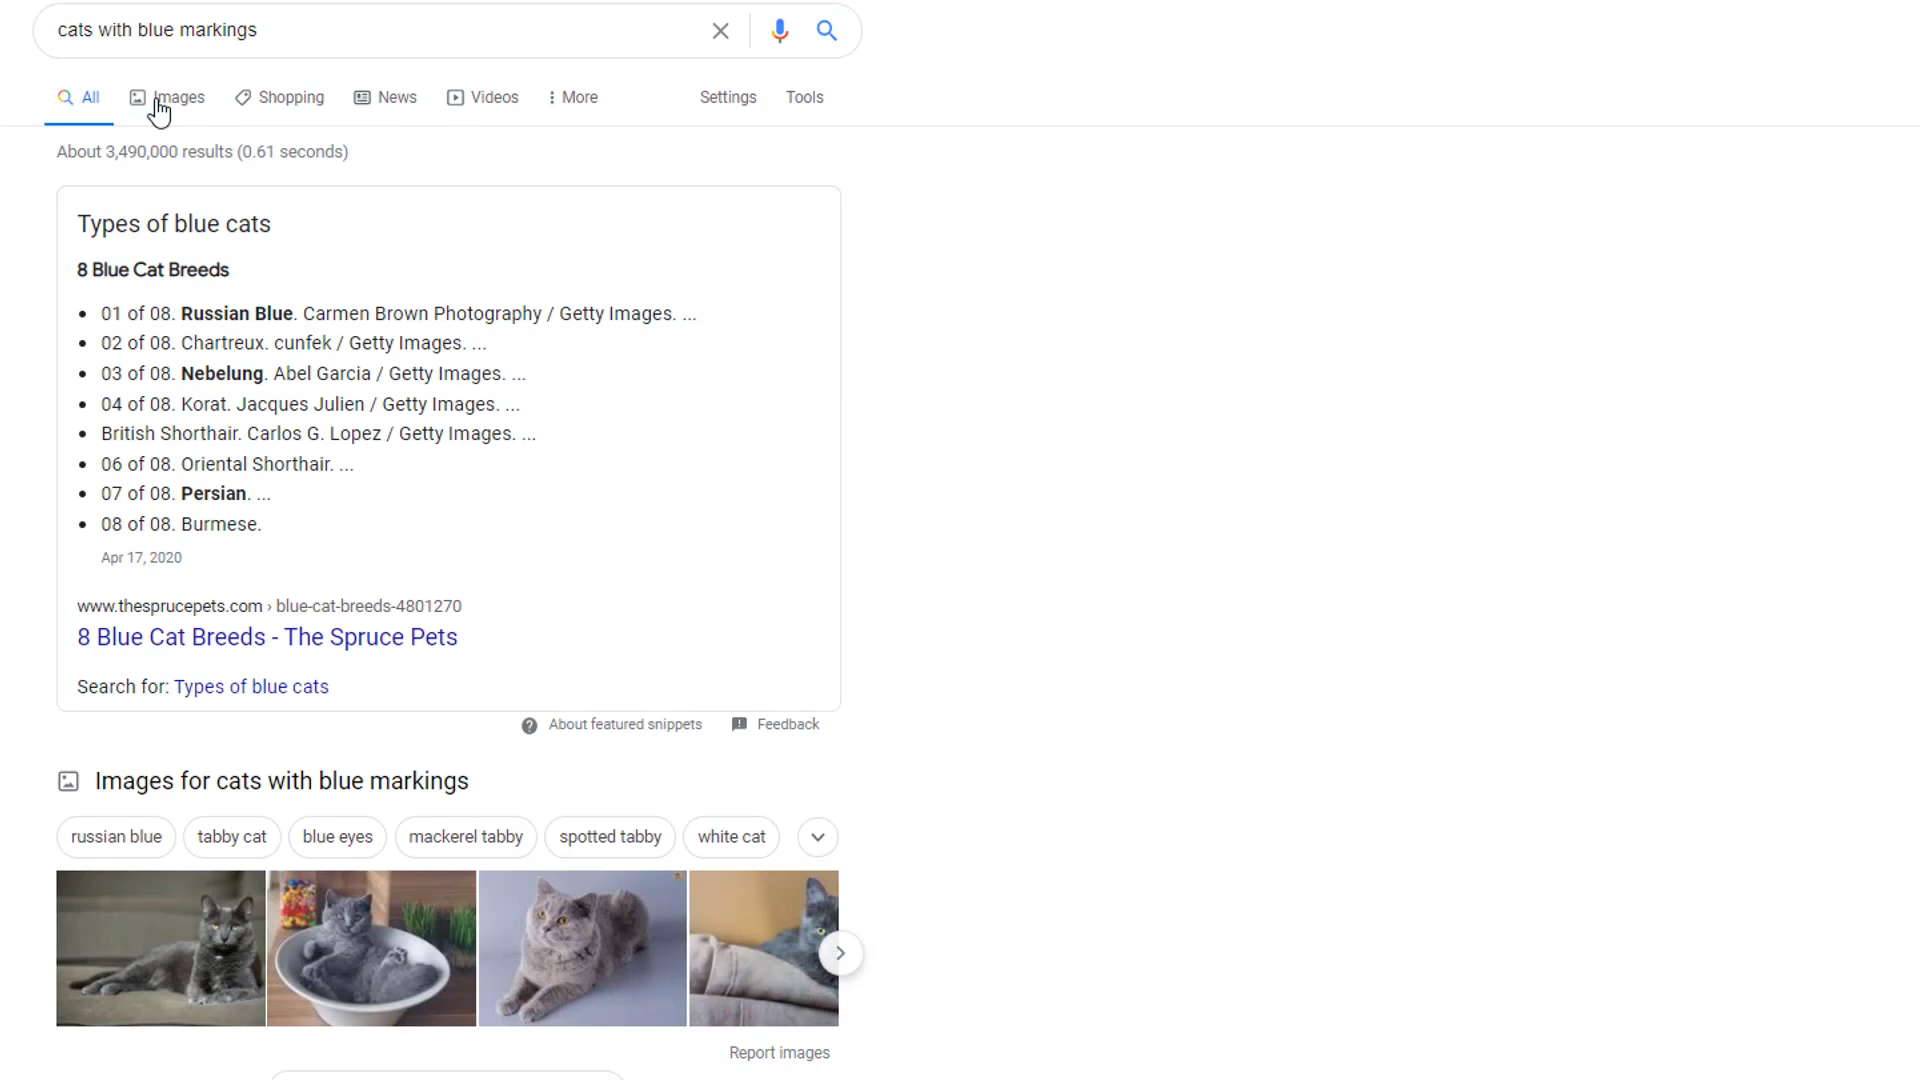 cats with blue markings
All Images Shopping News Videos More Settings Tools
About 3,490,000 results (0.61 seconds)
Types of blue cats
8 Blue Cat Breeds
• 01 of 08. Russian Blue. Carmen Brown Photography / Getty Images. ...
• 02 of 08. Chartreux. cunfek / Getty Images. ...
• 03 of 08. Nebelung. Abel Garcia / Getty Images. ...
• 04 of 08. Korat. Jacques Julien / Getty Images. ...
• British Shorthair. Carlos G. Lopez / Getty Images. ...
• 06 of 08. Oriental Shorthair. ...
• 07 of 08. Persian. ...
• 08 of 08. Burmese.
Apr 17, 2020
www.thesprucepets.com › blue-cat-breeds-4801270
8 Blue Cat Breeds - The Spruce Pets
Search for: Types of blue cats
About featured snippets Feedback
Images for cats with blue markings
russian blue tabby cat blue eyes mackerel tabby spotted tabby white cat
Report images